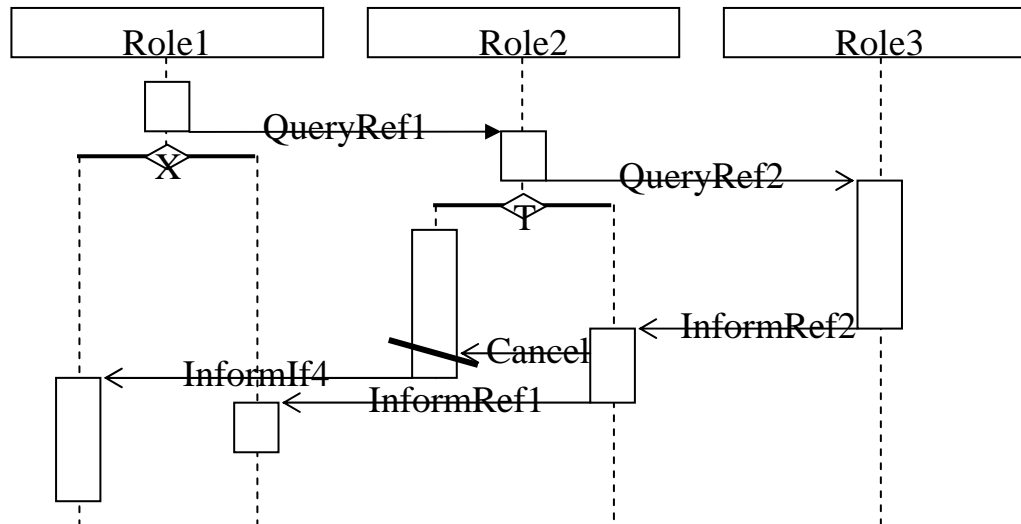 Role1
Role2
Role3
QueryRef1
X
QueryRef2
T
InformRef2
Cancel
InformIf4
InformRef1